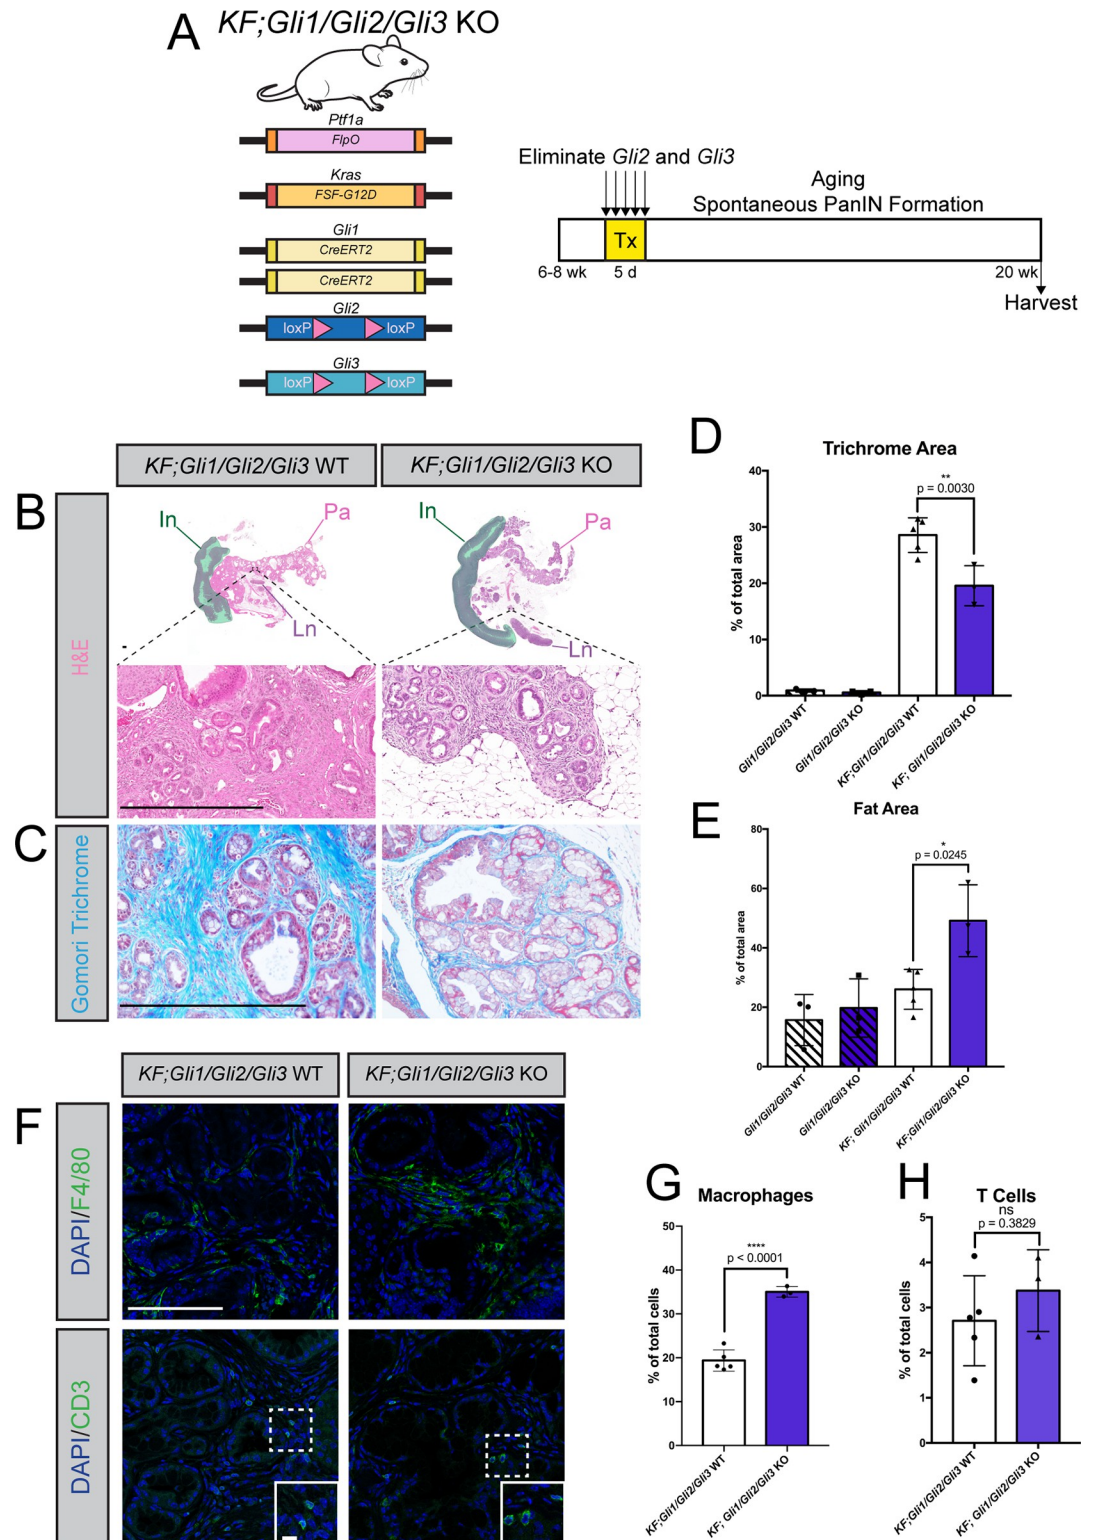 A
KF;Gli1/Gli2/Gli3 KO
Ptf1a
FlpO
Kras
FSF-G12D
Gli1
CreERT2
CreERT2
Gli2
loxP loxP
Gli3
loxP loxP
Eliminate Gli2 and Gli3
Aging
Spontaneous PanIN Formation
Tx
6-8 wk 5 d 20 wk
Harvest
KF;Gli1/Gli2/Gli3 WT KF;Gli1/Gli2/Gli3 KO
B
H&E
In Pa Ln
In Pa Ln
C
Gomori Trichrome
D
Trichrome Area
% of total area
40
30
20
10
0
**
p = 0.0030
Gli1/Gli2/Gli3 WT
Gli1/Gli2/Gli3 KO
KF;Gli1/Gli2/Gli3 WT
KF; Gli1/Gli2/Gli3 KO
E
Fat Area
% of total area
80
60
40
20
0
*
p = 0.0245
Gli1/Gli2/Gli3 WT
Gli1/Gli2/Gli3 KO
KF; Gli1/Gli2/Gli3 WT
KF;Gli1/Gli2/Gli3 KO
F
KF;Gli1/Gli2/Gli3 WT KF;Gli1/Gli2/Gli3 KO
DAPI/F4/80
DAPI/CD3
G
Macrophages
% of total cells
50
40
30
20
10
0
****
p < 0.0001
KF;Gli1/Gli2/Gli3 WT
KF; Gli1/Gli2/Gli3 KO
H
T Cells
% of total cells
5
4
3
2
1
0
ns
p = 0.3829
KF;Gli1/Gli2/Gli3 WT
KF; Gli1/Gli2/Gli3 KO